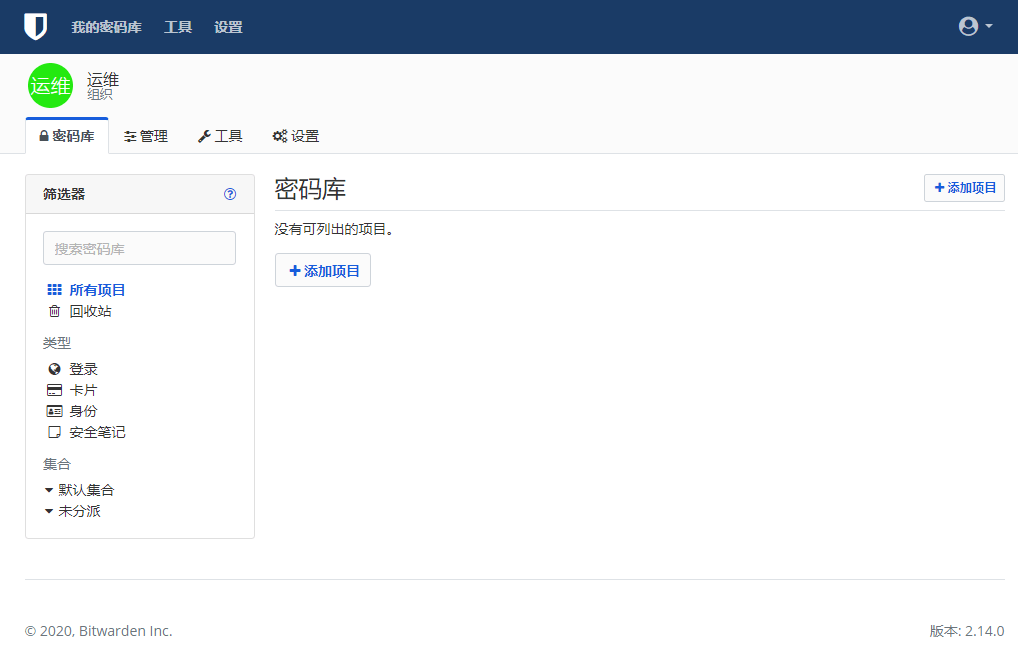 我的密码库 工具 设置
运维 运维
组织
密码库 管理 工具 设置
筛选器
密码库 添加项目
没有可列出的项目。
搜索密码库
添加项目
所有项目
回收站
类型
登录
卡片
身份
安全笔记
集合
默认集合
未分派
© 2020, Bitwarden Inc. 版本: 2.14.0